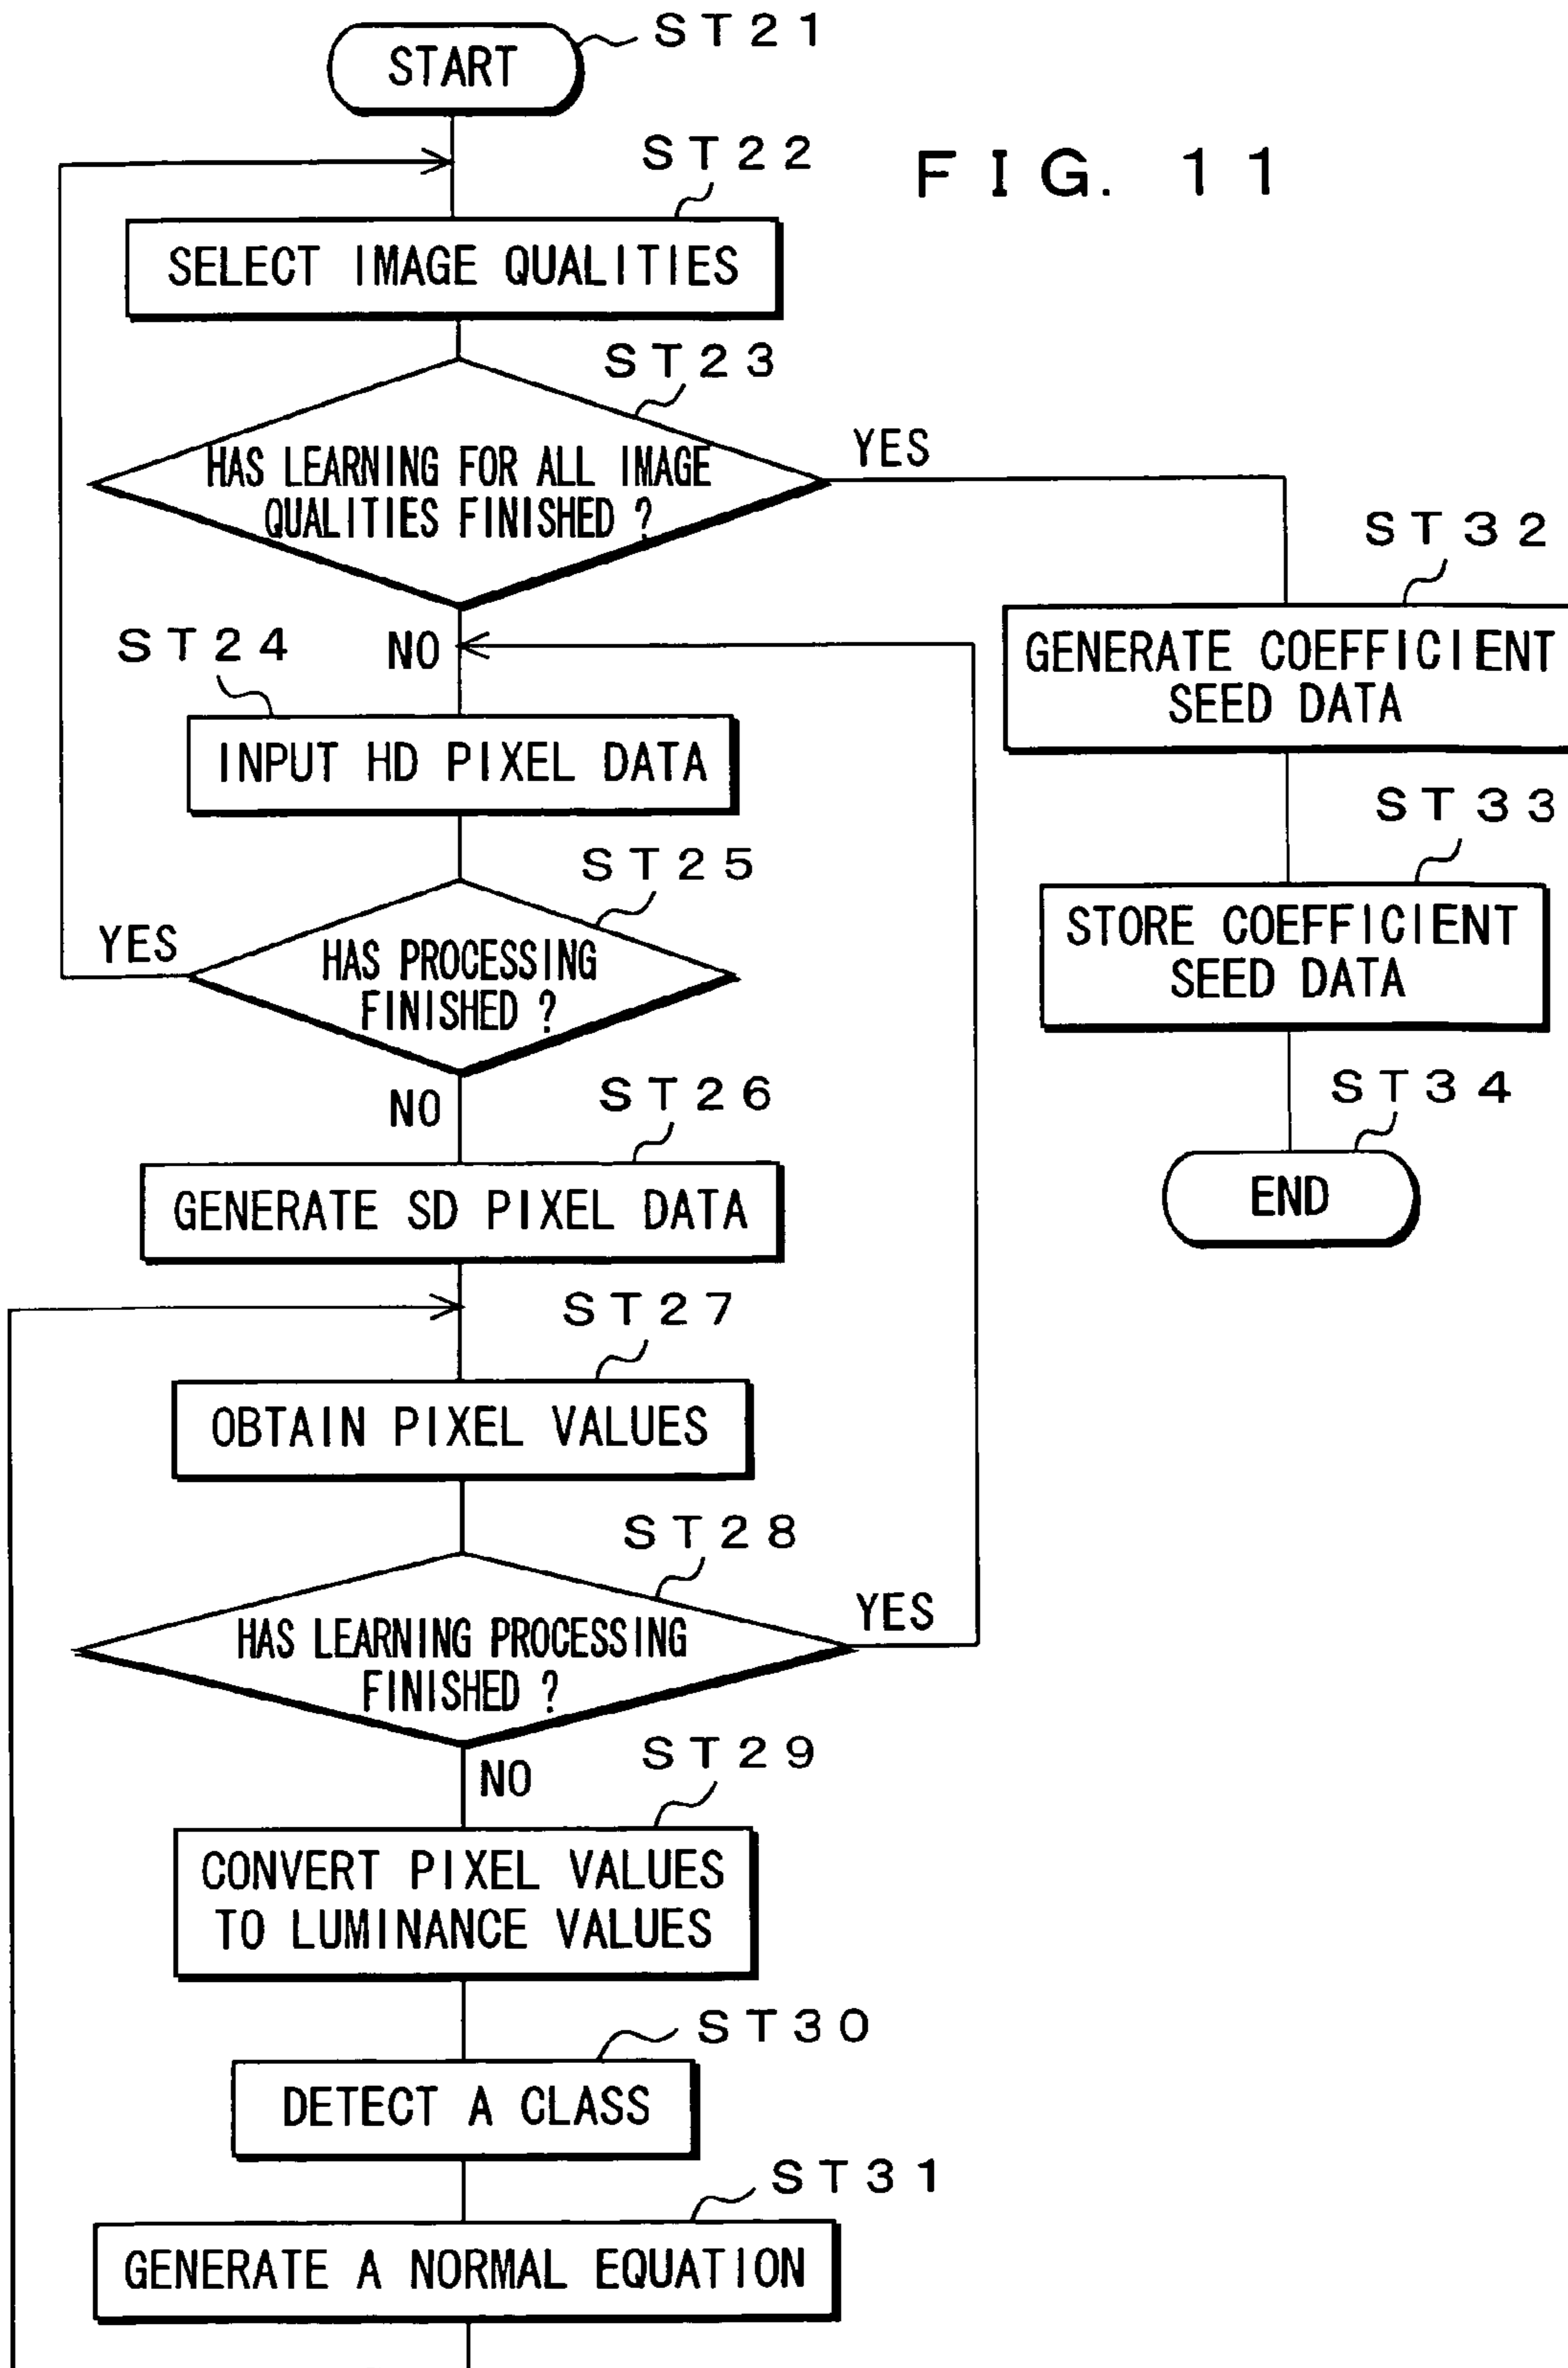 START
ST21
FIG. 11
ST22
SELECT IMAGE QUALITIES
ST23
HAS LEARNING FOR ALL IMAGE
QUALITIES FINISHED ?
YES
NO
ST24
INPUT HD PIXEL DATA
ST25
HAS PROCESSING
FINISHED ?
YES
NO
ST26
GENERATE SD PIXEL DATA
ST27
OBTAIN PIXEL VALUES
ST28
HAS LEARNING PROCESSING
FINISHED ?
YES
NO
ST29
CONVERT PIXEL VALUES
TO LUMINANCE VALUES
ST30
DETECT A CLASS
ST31
GENERATE A NORMAL EQUATION
ST32
GENERATE COEFFICIENT
SEED DATA
ST33
STORE COEFFICIENT
SEED DATA
ST34
END